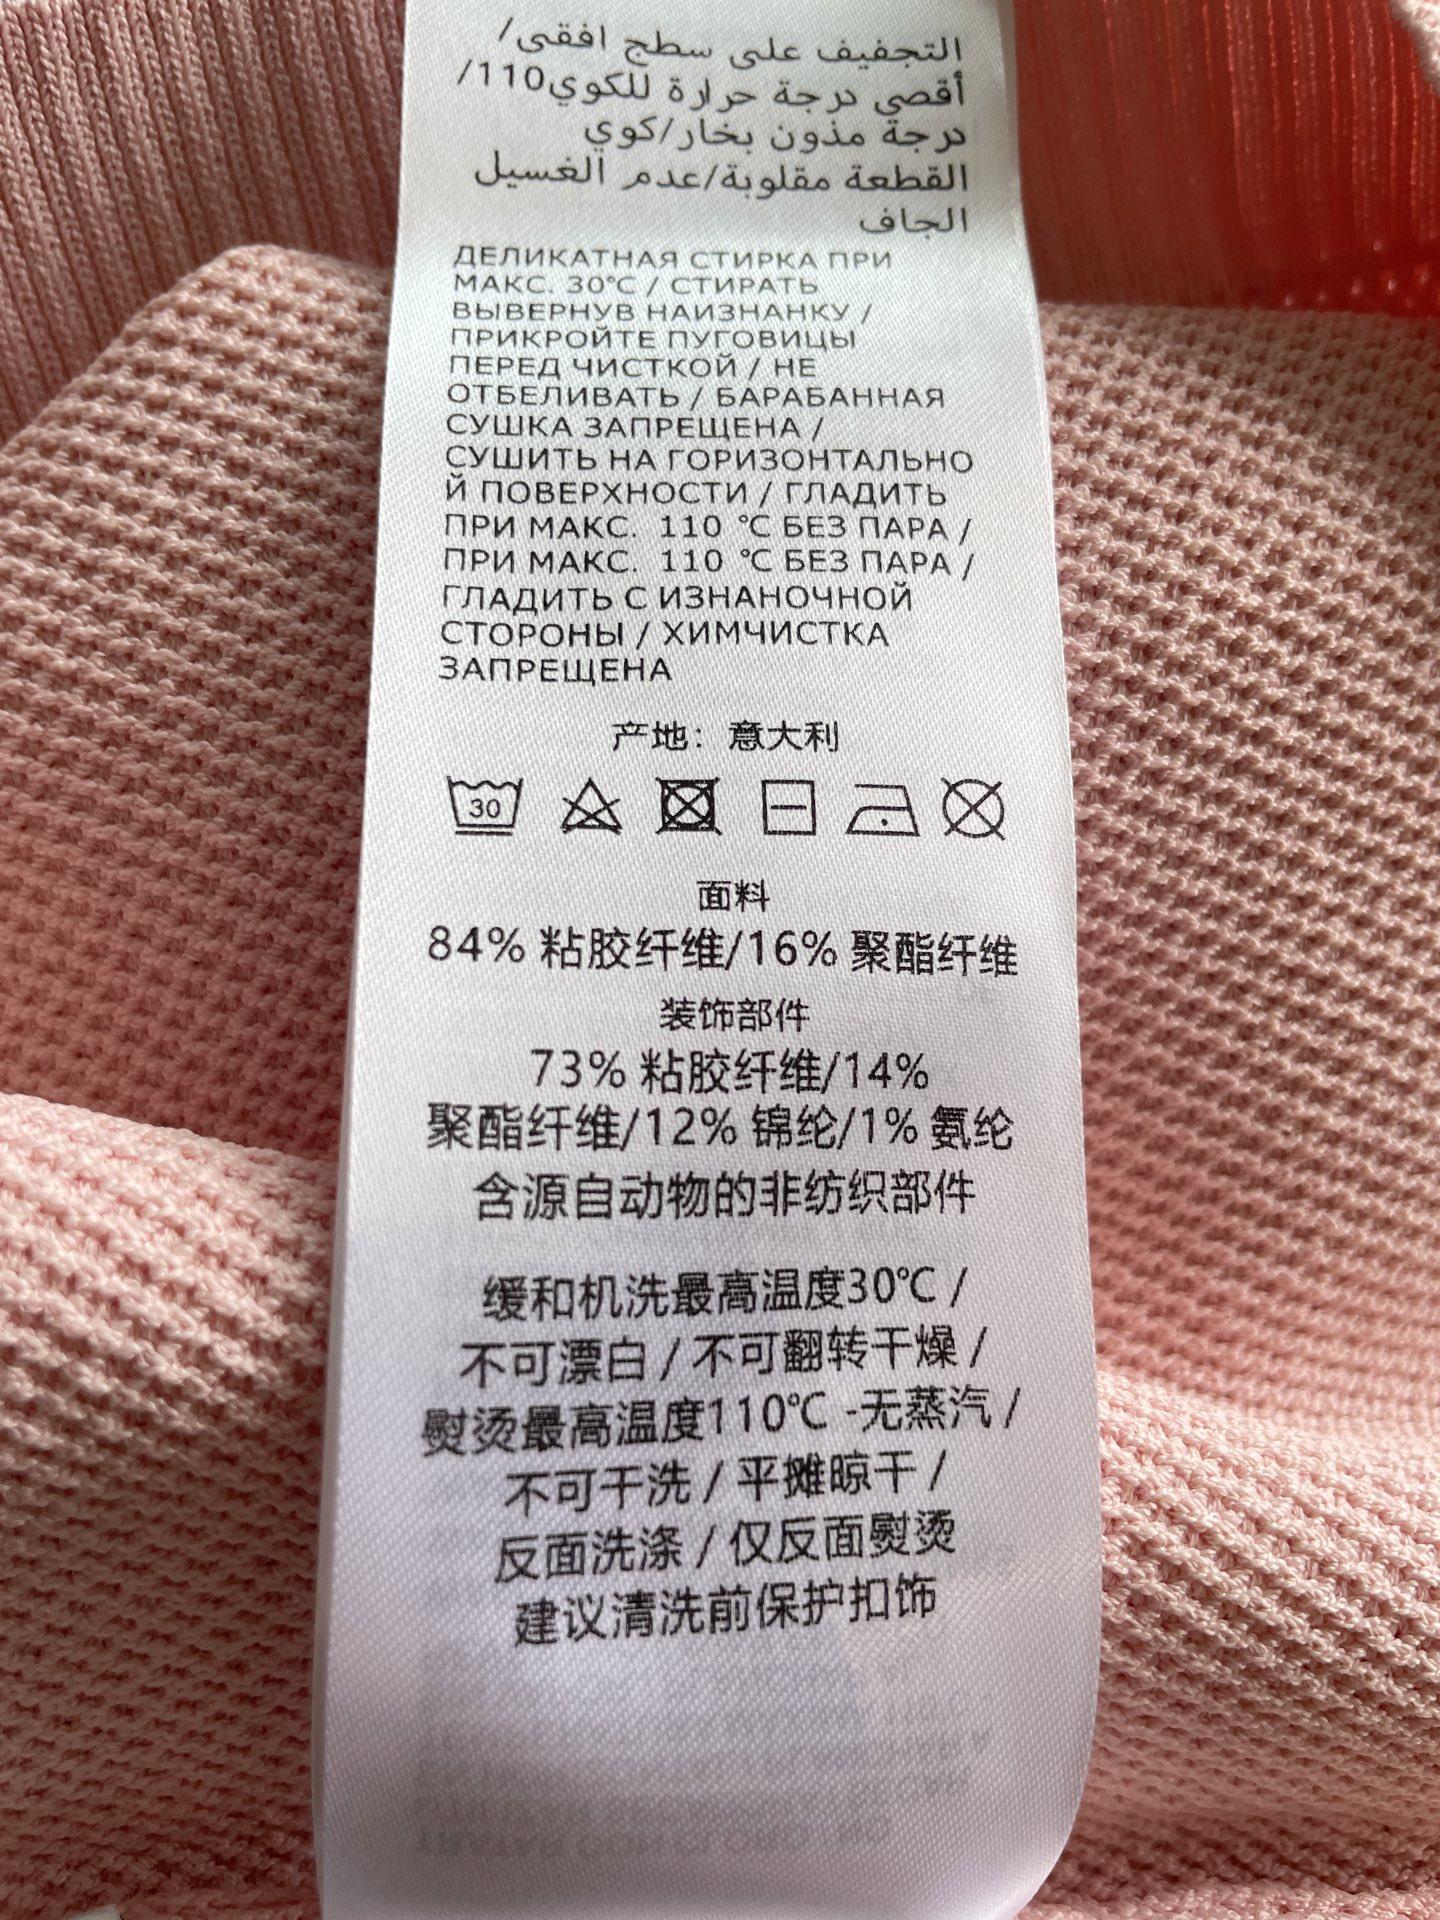 التجفيف على سطح افقى/
أقصى درجة حرارة للكوي110/
درجة مذون بخار/كوي
القطعة مقلوبة/عدم الغسيل
الجاف
ДЕЛИКАТНАЯ СТИРКА ПРИ
МАКС. 30°C / СТИРАТЬ
ВЫВЕРНУВ НАИЗНАНКУ /
ПРИКРОЙТЕ ПУГОВИЦЫ
ПЕРЕД ЧИСТКОЙ / НЕ
ОТБЕЛИВАТЬ / БАРАБАННАЯ
СУШКА ЗАПРЕЩЕНА /
СУШИТЬ НА ГОРИЗОНТАЛЬНО
Й ПОВЕРХНОСТИ / ГЛАДИТЬ
ПРИ МАКС. 110 °C БЕЗ ПАРА /
ПРИ МАКС. 110 °C БЕЗ ПАРА /
ГЛАДИТЬ С ИЗНАНОЧНОЙ
СТОРОНЫ / ХИМЧИСТКА
ЗАПРЕЩЕНА
产地：意大利
30
面料
84% 粘胶纤维/16% 聚酯纤维
装饰部件
73% 粘胶纤维/14%
聚酯纤维/12% 锦纶/1% 氨纶
含源自动物的非纺织部件
缓和机洗最高温度30℃ /
不可漂白 / 不可翻转干燥 /
熨烫最高温度110℃ -无蒸汽 /
不可干洗 / 平摊晾干 /
反面洗涤 / 仅反面熨烫
建议清洗前保护扣饰